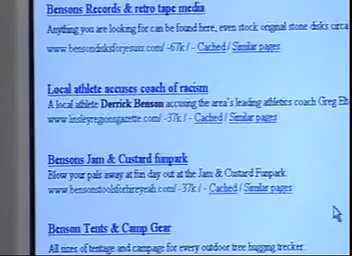 Bensons Records & retro tape media
Anything you are looking for can be found here, even stock original stone disks circa
www.bensondisksforjesuss.com/ -67k / - Cached / Similar pages
Local athlete accuses coach of racism
A local athlete Derrick Benson accusing the area's leading athletics coach Greg
www.linsleyregionsgazette.com/ -37k / - Cached / Similar pages
Bensons Jam & Custard funpark
Blow your pals away at fun day out at the Jam & Custard Funpark.
www.bensonstoolsforhireyeah.com/ -37k / - Cached / Similar pages
Benson Tents & Camp Gear
All sizes of tentage and campage for every outdoor tree hugging trecker.